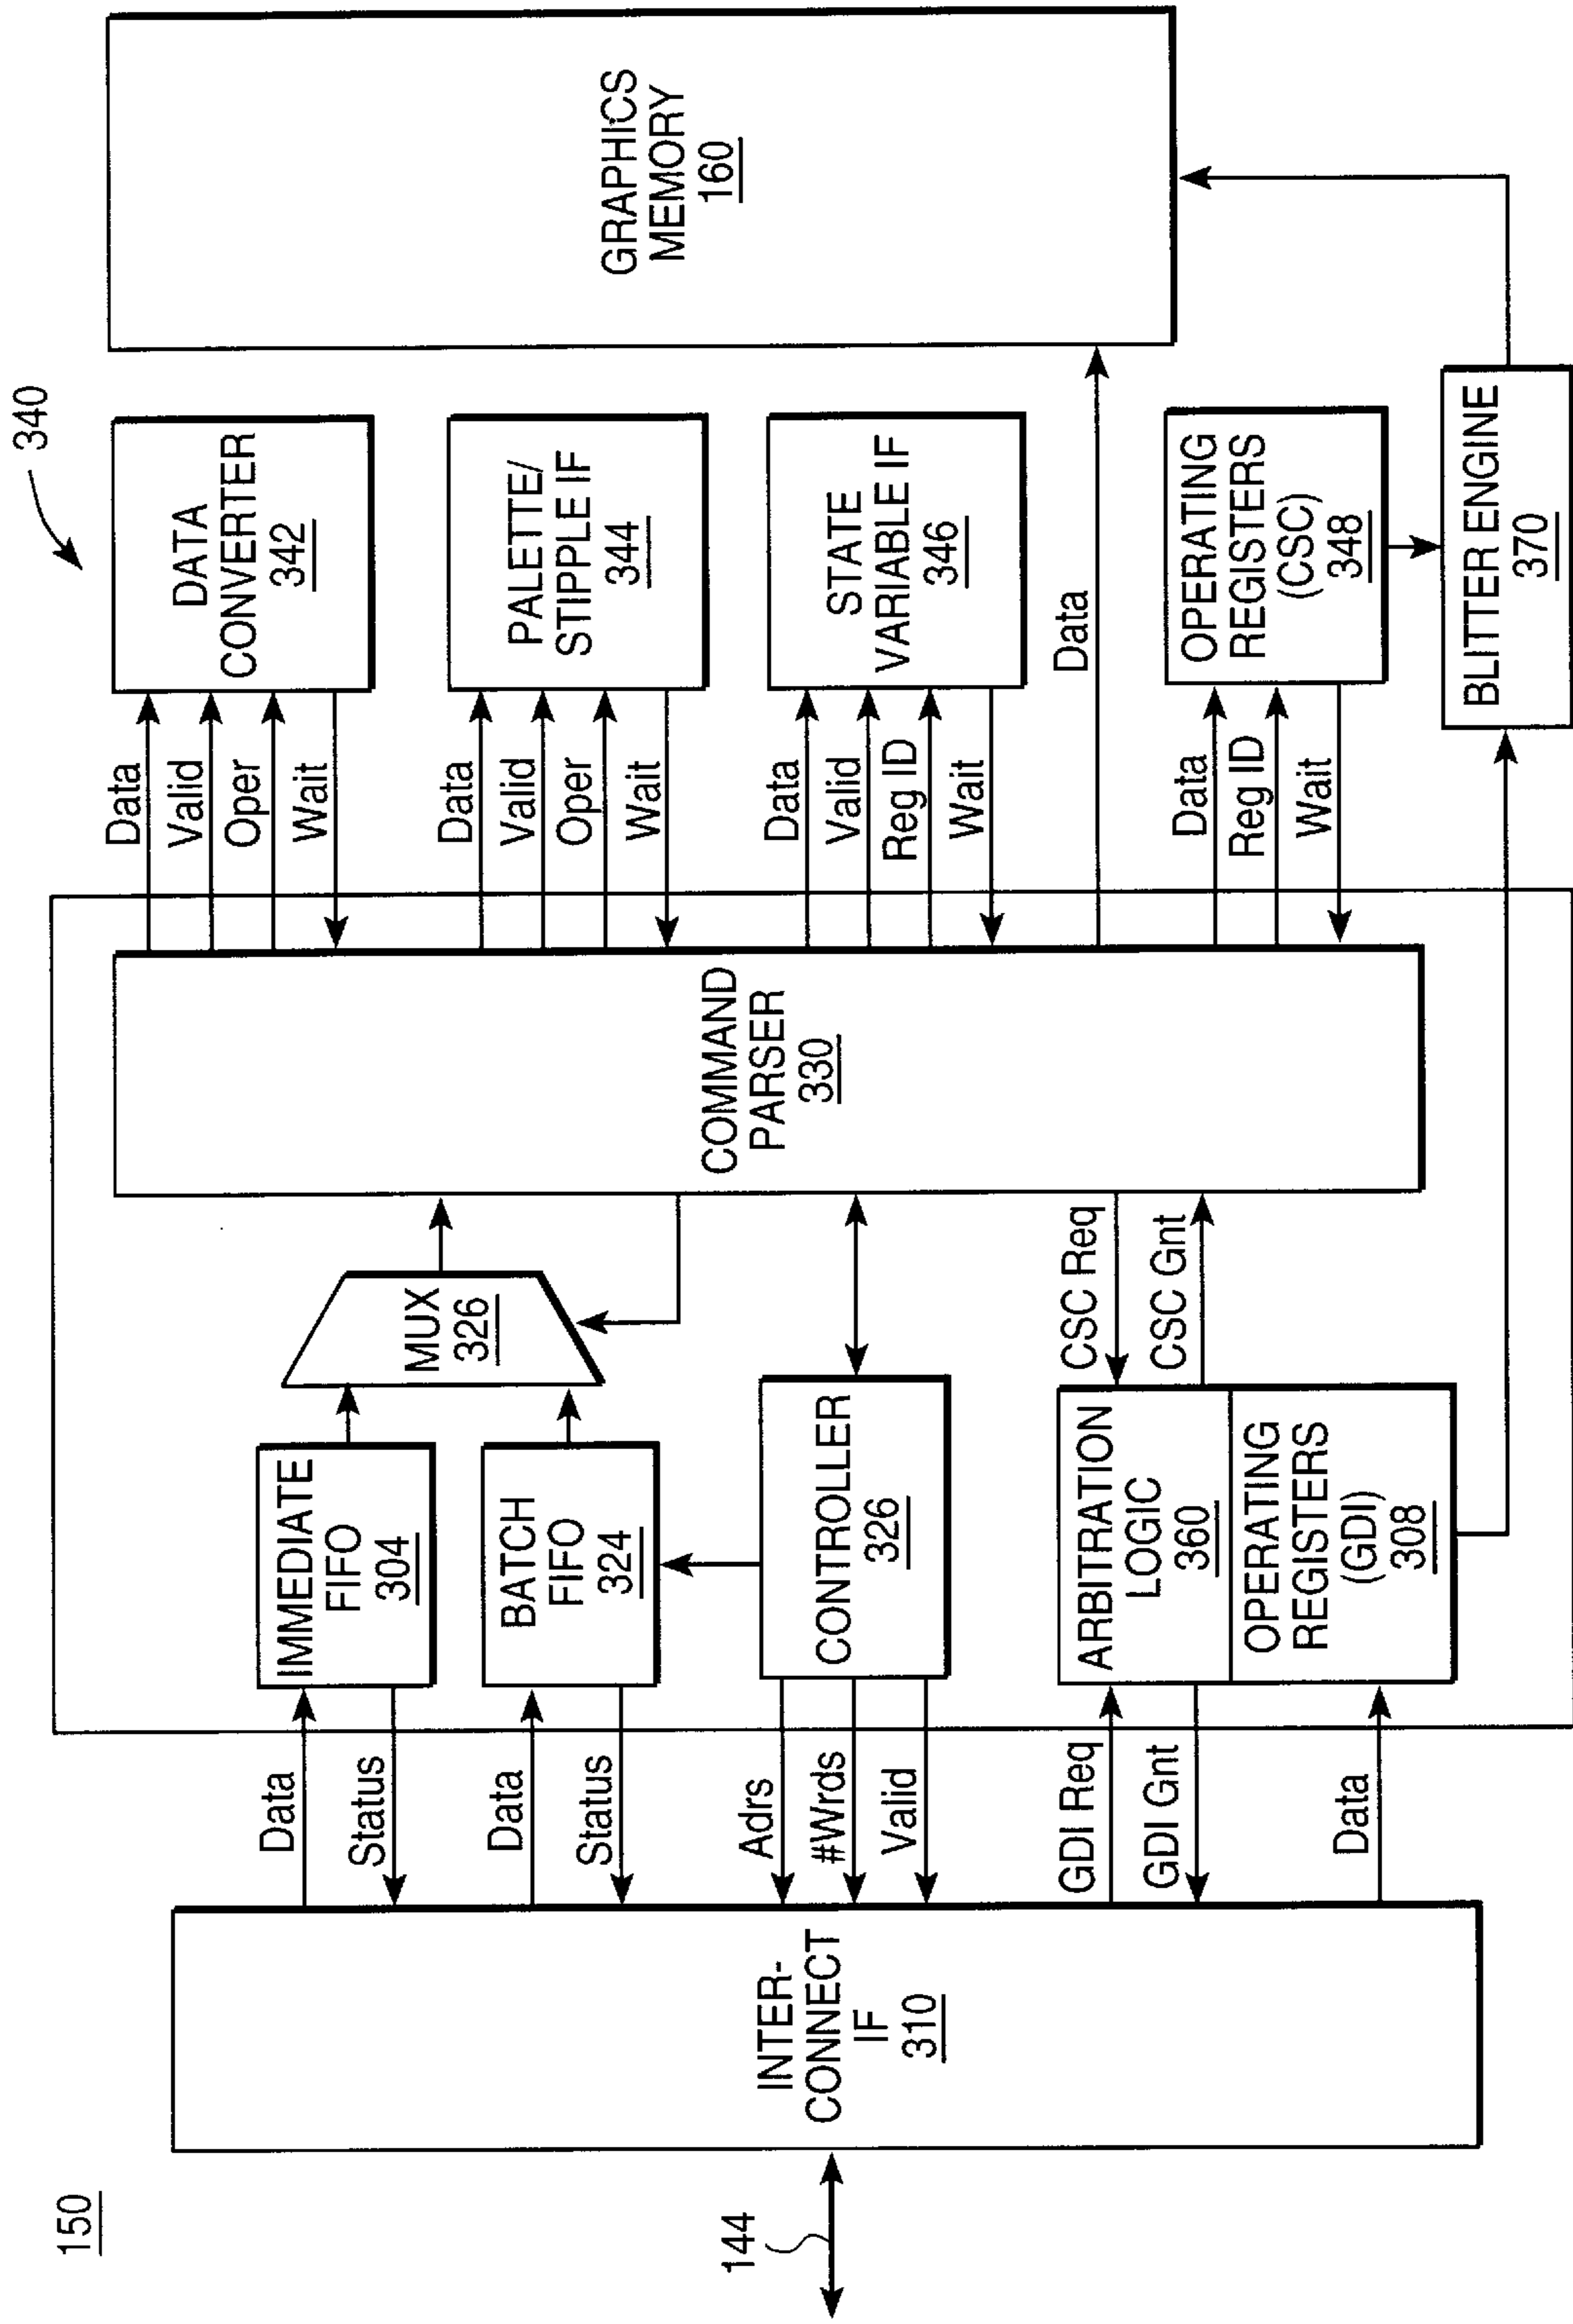 150
340
144
INTER-
CONNECT
IF
310
Data
Status
Data
Status
Adrs
#Wrds
Valid
GDI Req
GDI Gnt
Data
IMMEDIATE
FIFO
304
BATCH
FIFO
324
CONTROLLER
326
ARBITRATION
LOGIC
360
OPERATING
REGISTERS
(GDI)
308
MUX
326
CSC Req
CSC Gnt
COMMAND
PARSER
330
Data
Valid
Oper
Wait
Data
Valid
Oper
Wait
Data
Valid
Reg ID
Wait
Data
Data
Reg ID
Wait
DATA
CONVERTER
342
PALETTE/
STIPPLE IF
344
STATE
VARIABLE IF
346
OPERATING
REGISTERS
(CSC)
348
BLITTER ENGINE
370
GRAPHICS
MEMORY
160